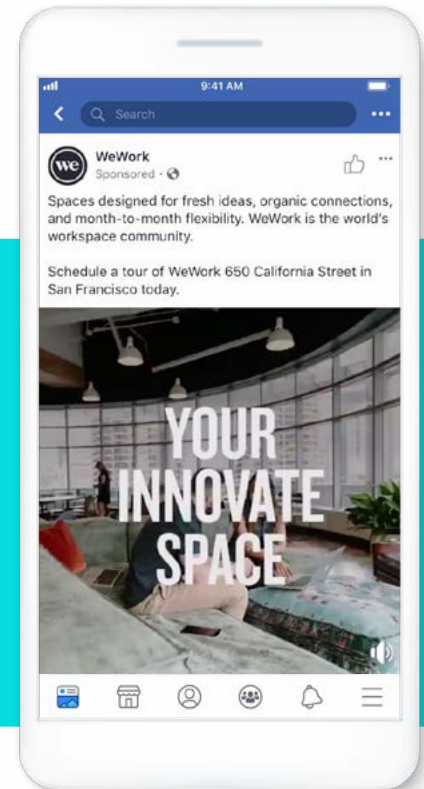 9:41 AM
Search
we
WeWork
Sponsored ·
Spaces designed for fresh ideas, organic connections,
and month-to-month flexibility. WeWork is the world's
workspace community.
Schedule a tour of WeWork 650 California Street in
San Francisco today.
YOUR
INNOVATE
SPACE